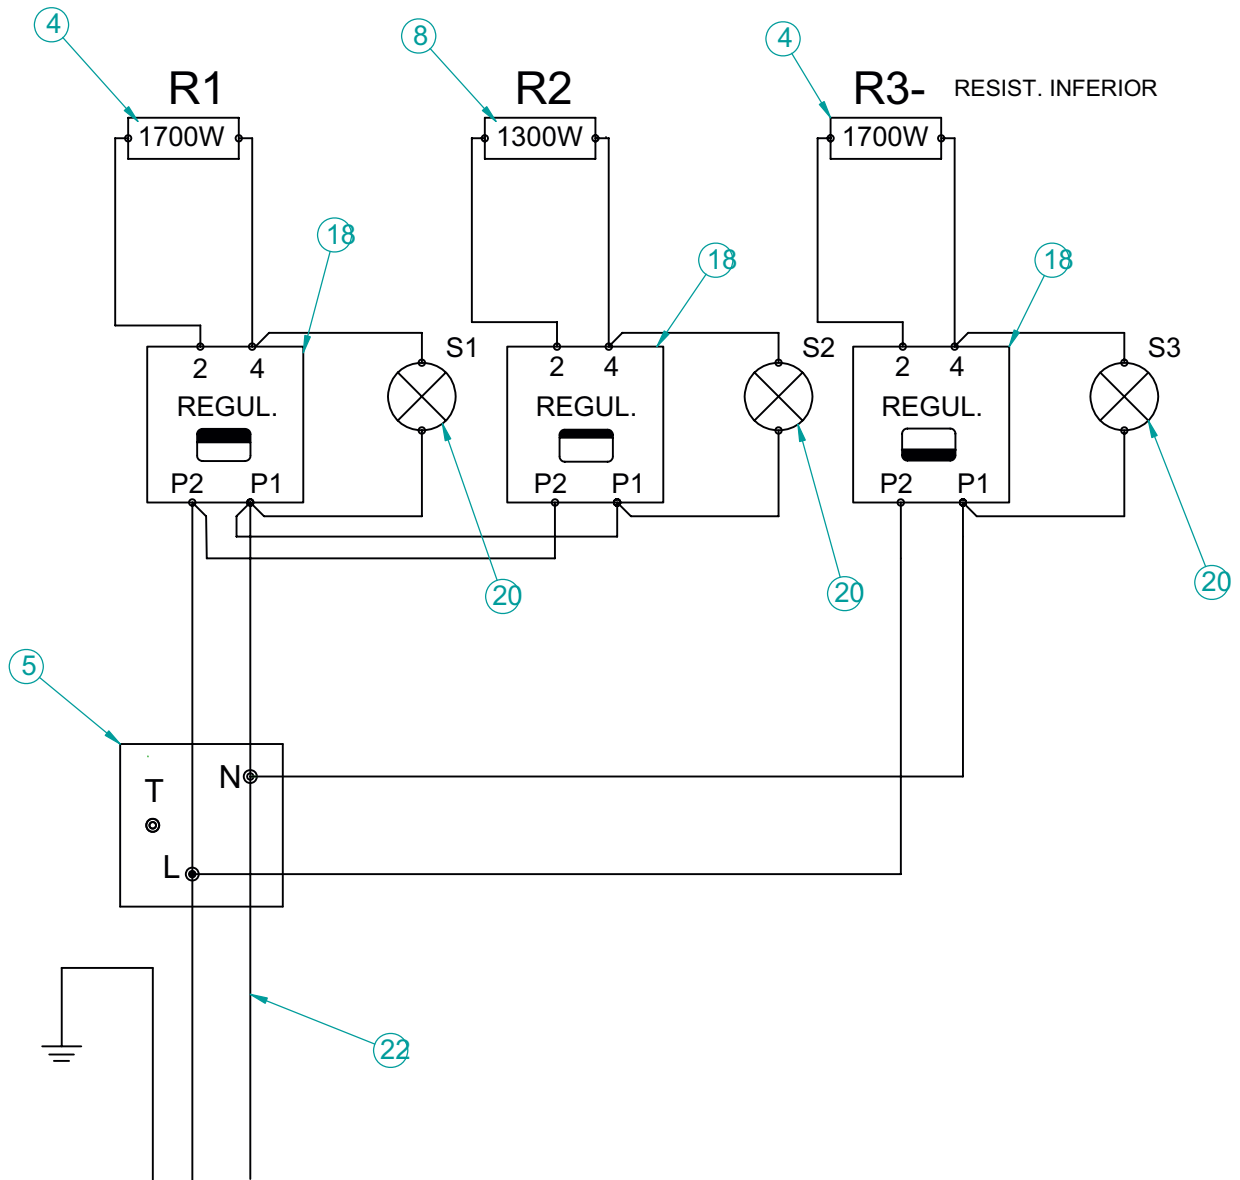 4
8
4
R1
R2
R3- RESIST. INFERIOR
1700W
1300W
1700W
18
18
18
S1
S2
S3
2 4
2 4
2 4
REGUL.
REGUL.
REGUL.
P2 P1
P2 P1
P2 P1
20
20
20
5
N
T
L
22